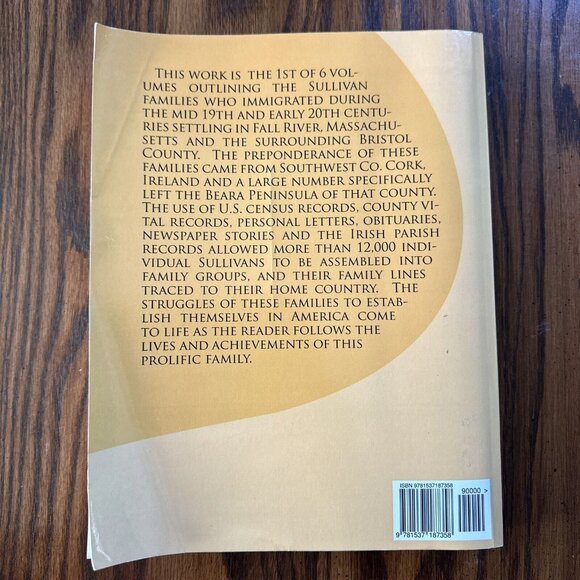 THIS WORK IS THE 1ST OF 6 VOL-
UMES OUTLINING THE SULLIVAN
FAMILIES WHO IMMIGRATED DURING
THE MID 19TH AND EARLY 20TH CENTU-
RIES SETTLING IN FALL RIVER, MASSACHU-
SETTS AND THE SURROUNDING BRISTOL
COUNTY. THE PREPONDERANCE OF THESE
FAMILIES CAME FROM SOUTHWEST CO. CORK,
IRELAND AND A LARGE NUMBER SPECIFICALLY
LEFT THE BEARA PENINSULA OF THAT COUNTY.
THE USE OF U.S. CENSUS RECORDS, COUNTY VI-
TAL RECORDS, PERSONAL LETTERS, OBITUARIES,
NEWSPAPER STORIES AND THE IRISH PARISH
RECORDS ALLOWED MORE THAN 12,000 INDI-
VIDUAL SULLIVANS TO BE ASSEMBLED INTO
FAMILY GROUPS, AND THEIR FAMILY LINES
TRACED TO THEIR HOME COUNTRY. THE
STRUGGLES OF THESE FAMILIES TO ESTAB-
LISH THEMSELVES IN AMERICA COME
TO LIFE AS THE READER FOLLOWS THE
LIVES AND ACHIEVEMENTS OF THIS
PROLIFIC FAMILY.
ISBN 9781537187358
90000 >
9 781537 187358